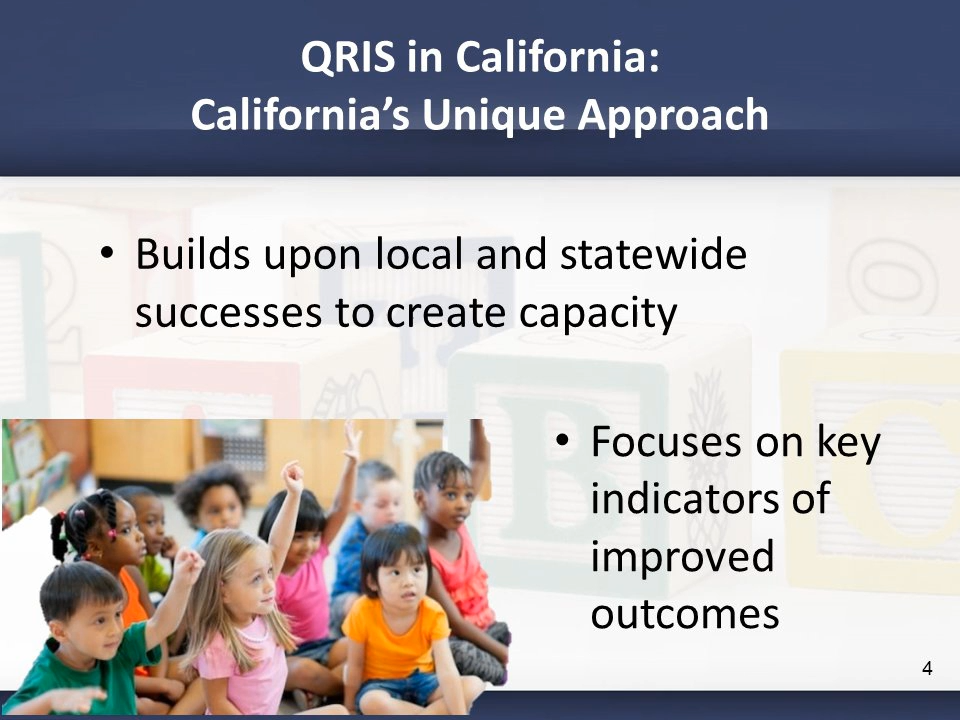 QRIS in California:
California’s Unique Approach
• Builds upon local and statewide
successes to create capacity
• Focuses on key
indicators of
improved
outcomes
4